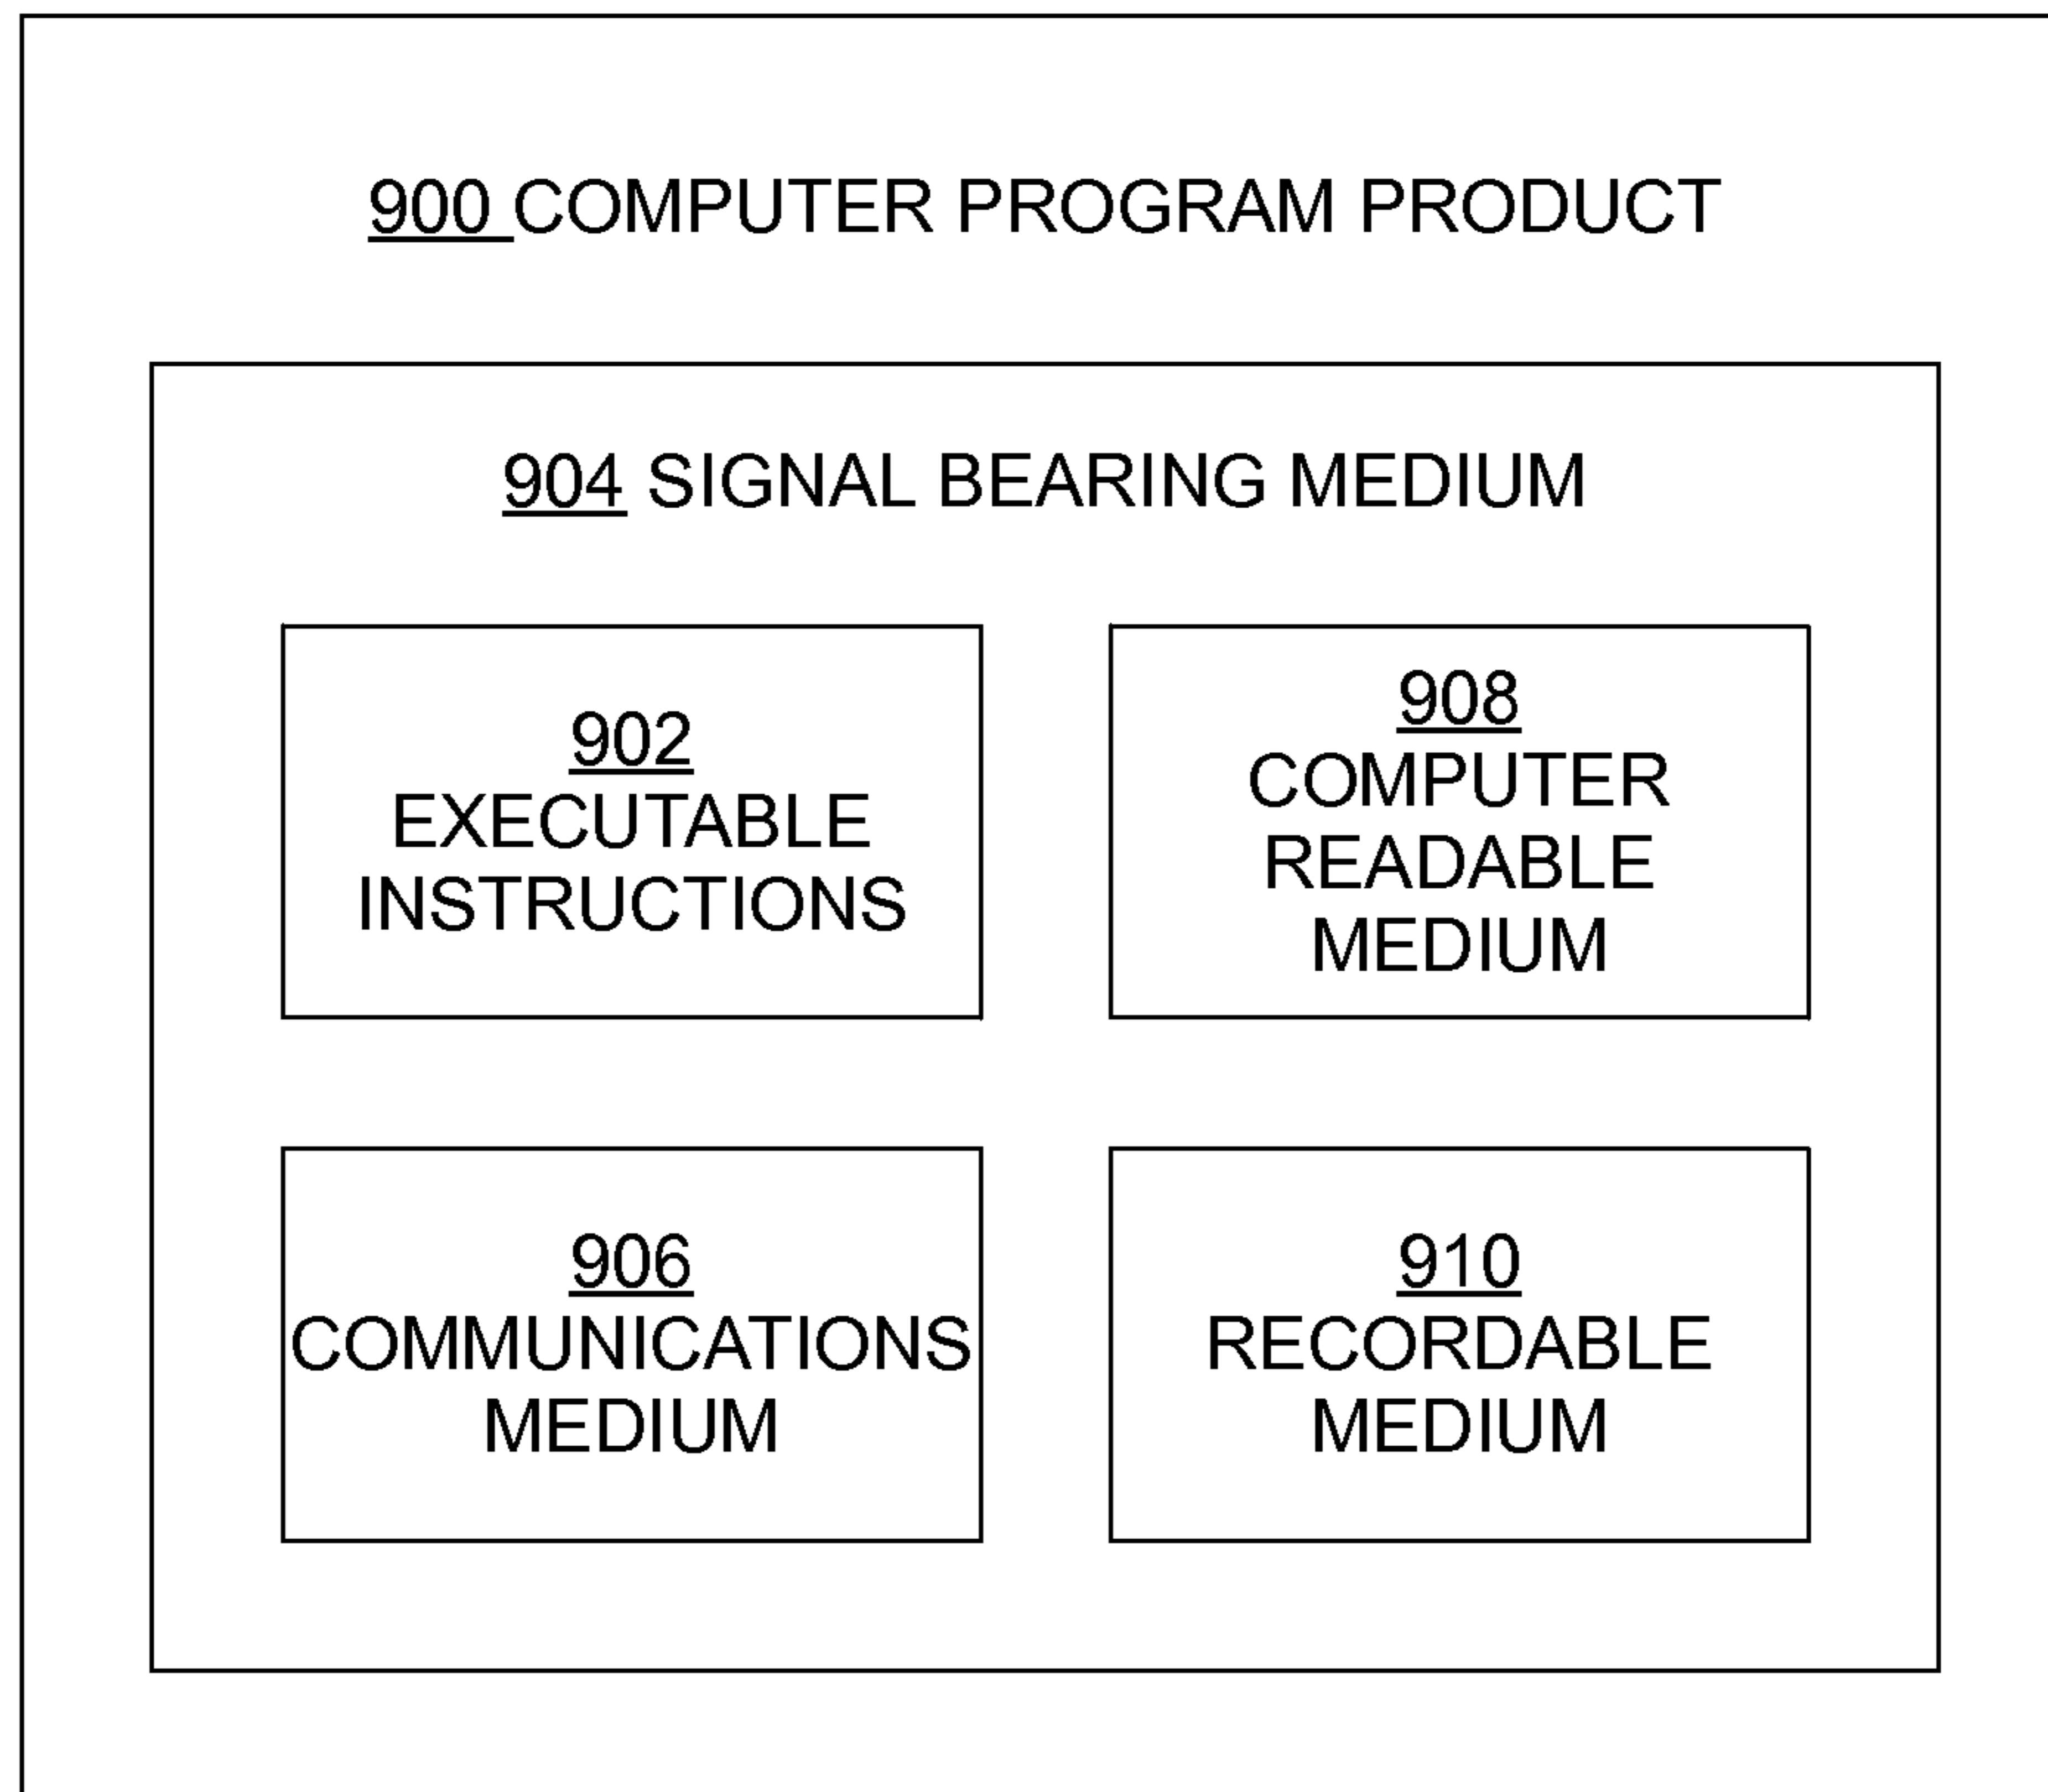 900 COMPUTER PROGRAM PRODUCT
904 SIGNAL BEARING MEDIUM
902
EXECUTABLE
INSTRUCTIONS
908
COMPUTER
READABLE
MEDIUM
906
COMMUNICATIONS
MEDIUM
910
RECORDABLE
MEDIUM